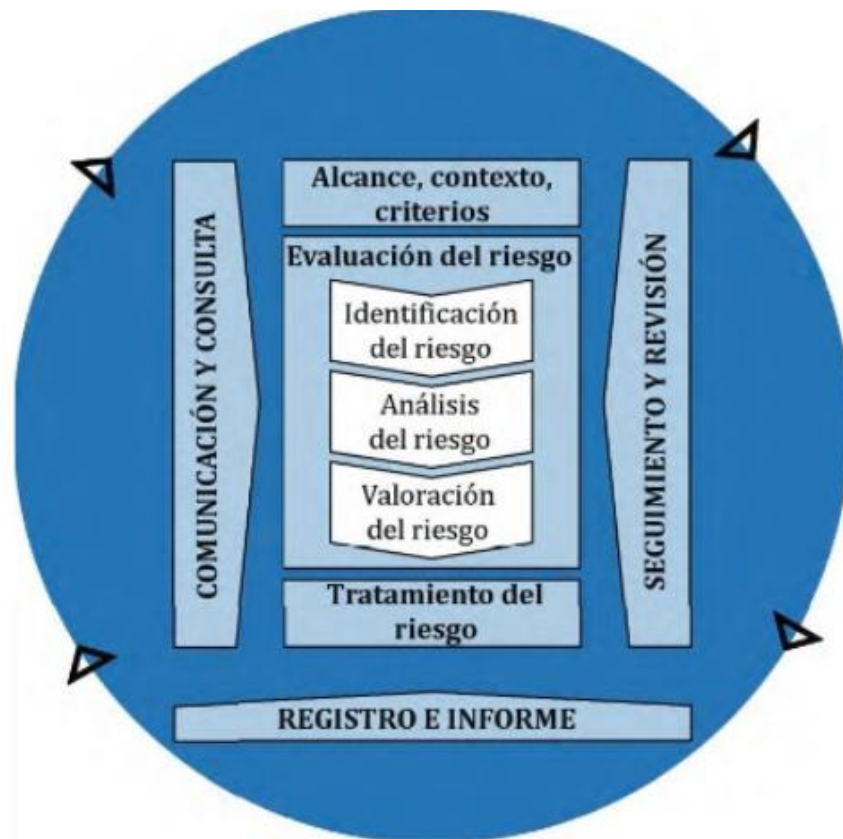 COMUNICACIÓN Y CONSULTA
Alcance, contexto,
criterios
Evaluación del riesgo
Identificación
del riesgo
Análisis
del riesgo
Valoración
del riesgo
Tratamiento del
riesgo
SEGUIMIENTO Y REVISIÓN
REGISTRO E INFORME